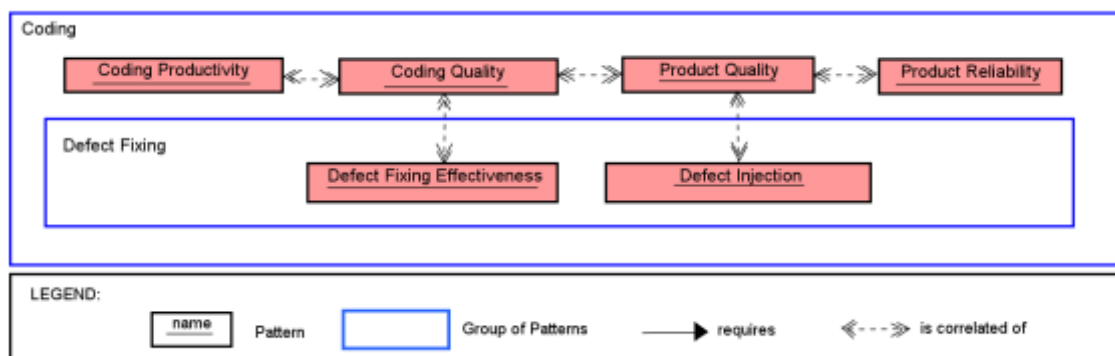 Coding
Coding Productivity
Coding Quality
Product Quality
Product Reliability
Defect Fixing
Defect Fixing Effectiveness
Defect Injection
LEGEND:
name
Pattern
Group of Patterns
requires
is correlated of